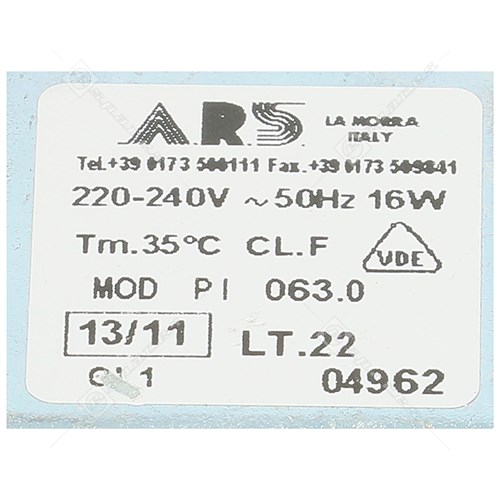 A.R.S. LA MORRA
ITALY
Tel.+39 0173 500111 Fax.+39 0173 509841
220-240V ~ 50Hz 16W
Tm.35°C CL.F VDE
MOD PI 063.0
13/11 LT.22
04962